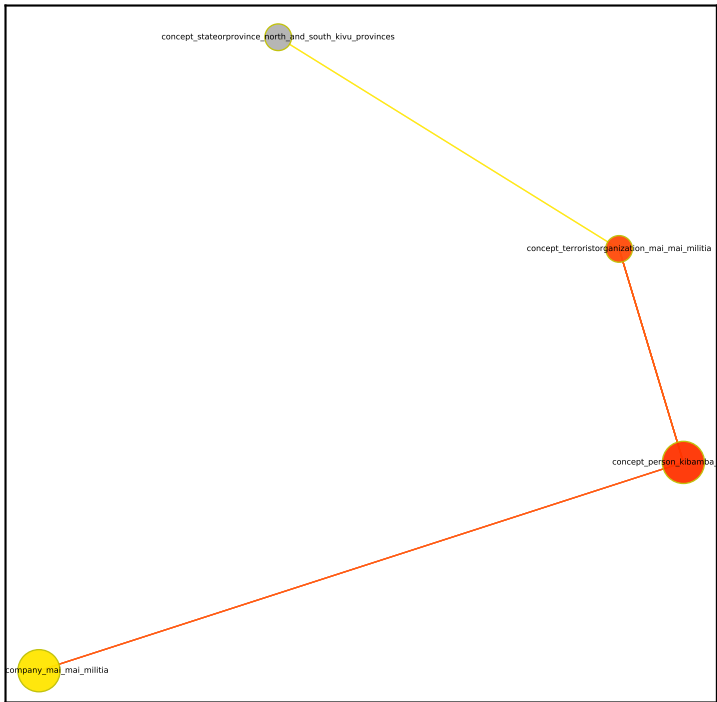 concept_stateorprovince_north_and_south_kivu_provinces
concept_terroristorganization_mai_mai_militia
concept_person_kibamba_
company_mai_mai_militia